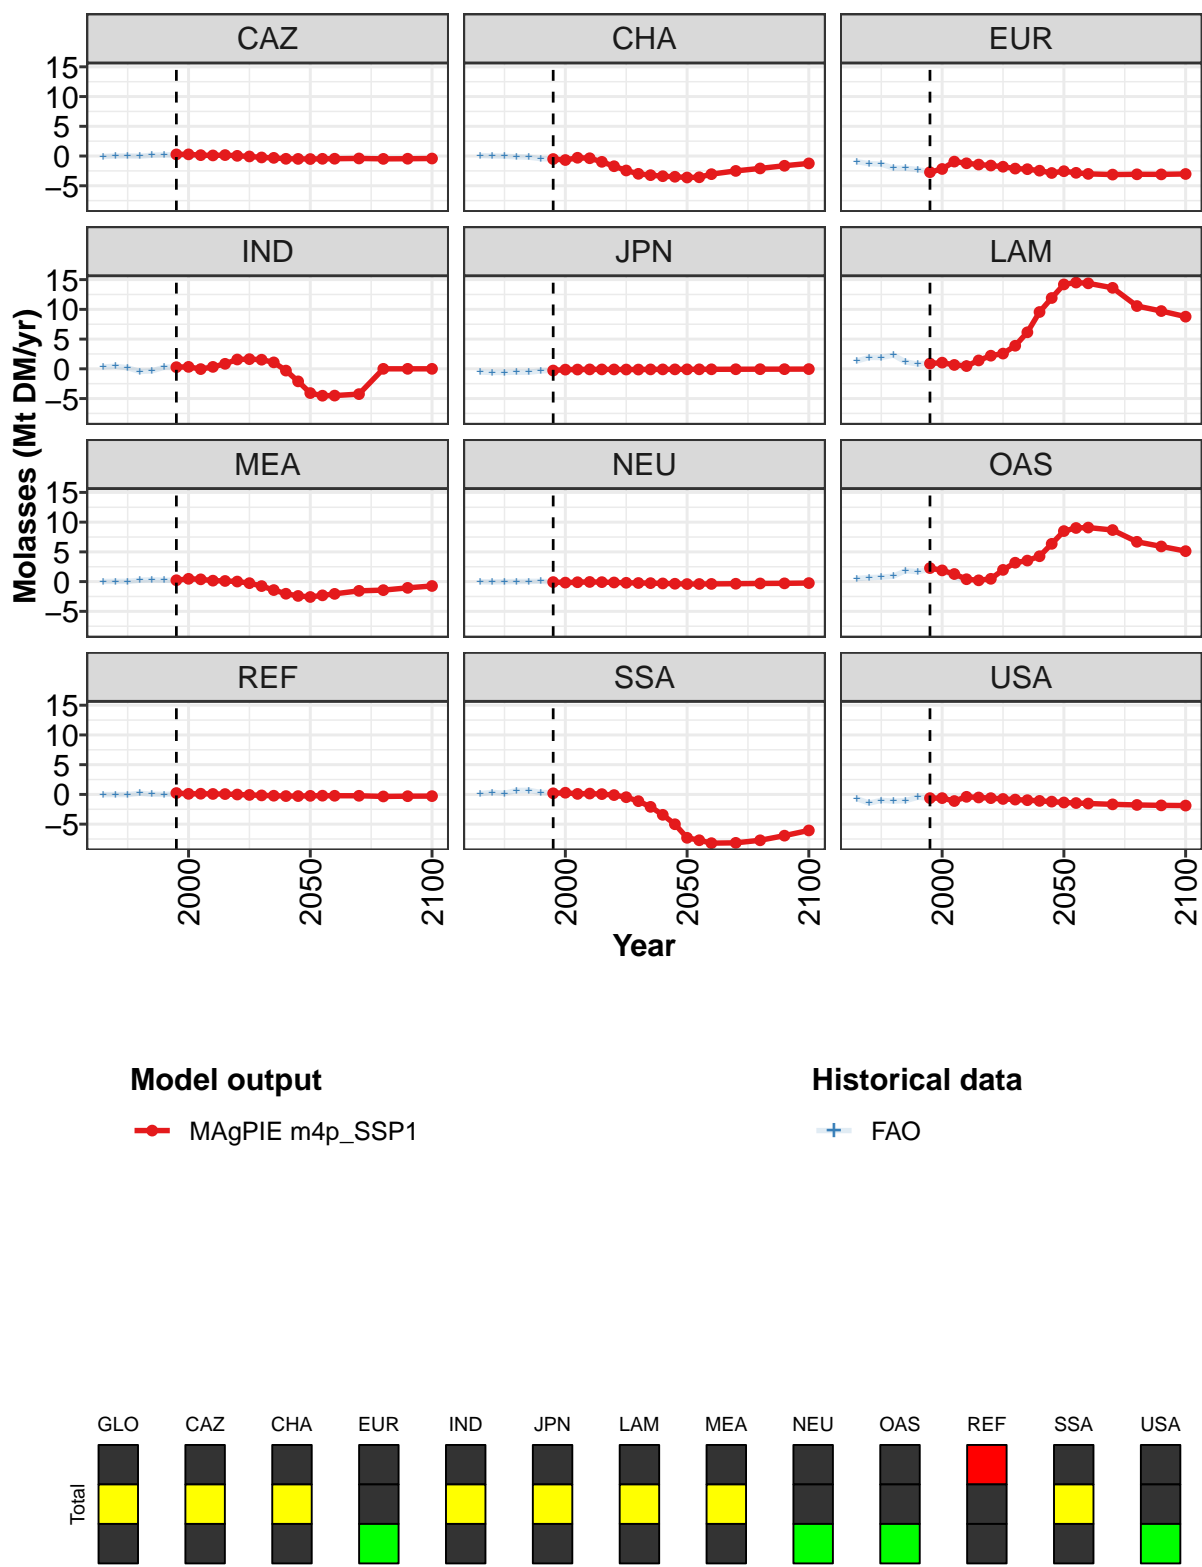 CAZ CHA EUR
15
10
5
0
−5
IND JPN LAM
15
10
5
0
−5
MEA NEU OAS
15
10
5
0
−5
REF SSA USA
15
10
5
0
−5
Molasses (Mt DM/yr)
2000 2050 2100 2000 2050 2100 2000 2050 2100
Year
Model output Historical data
MAgPIE m4p_SSP1 FAO
GLO CAZ CHA EUR IND JPN LAM MEA NEU OAS REF SSA USA
Total